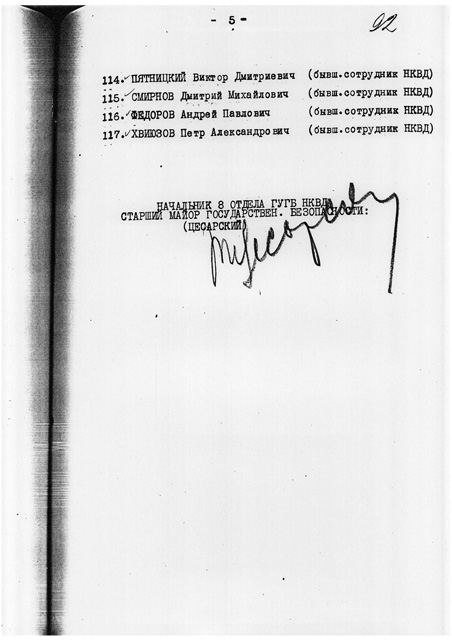 - 5 -
92
114. ПЯТНИЦКИЙ Виктор Дмитриевич (бывш.сотрудник НКВД)
115. СМИРНОВ Дмитрий Михайлович (бывш.сотрудник НКВД)
116. ФЕДОРОВ Андрей Павлович (бывш.сотрудник НКВД)
117. ХВИЮЗОВ Петр Александрович (бывш.сотрудник НКВД)
НАЧАЛЬНИК 8 ОТДЕЛА ГУГБ НКВД
СТАРШИЙ МАЙОР ГОСУДАРСТВЕН. БЕЗОПАСНОСТИ:
(ЦЕСАРСКИЙ)